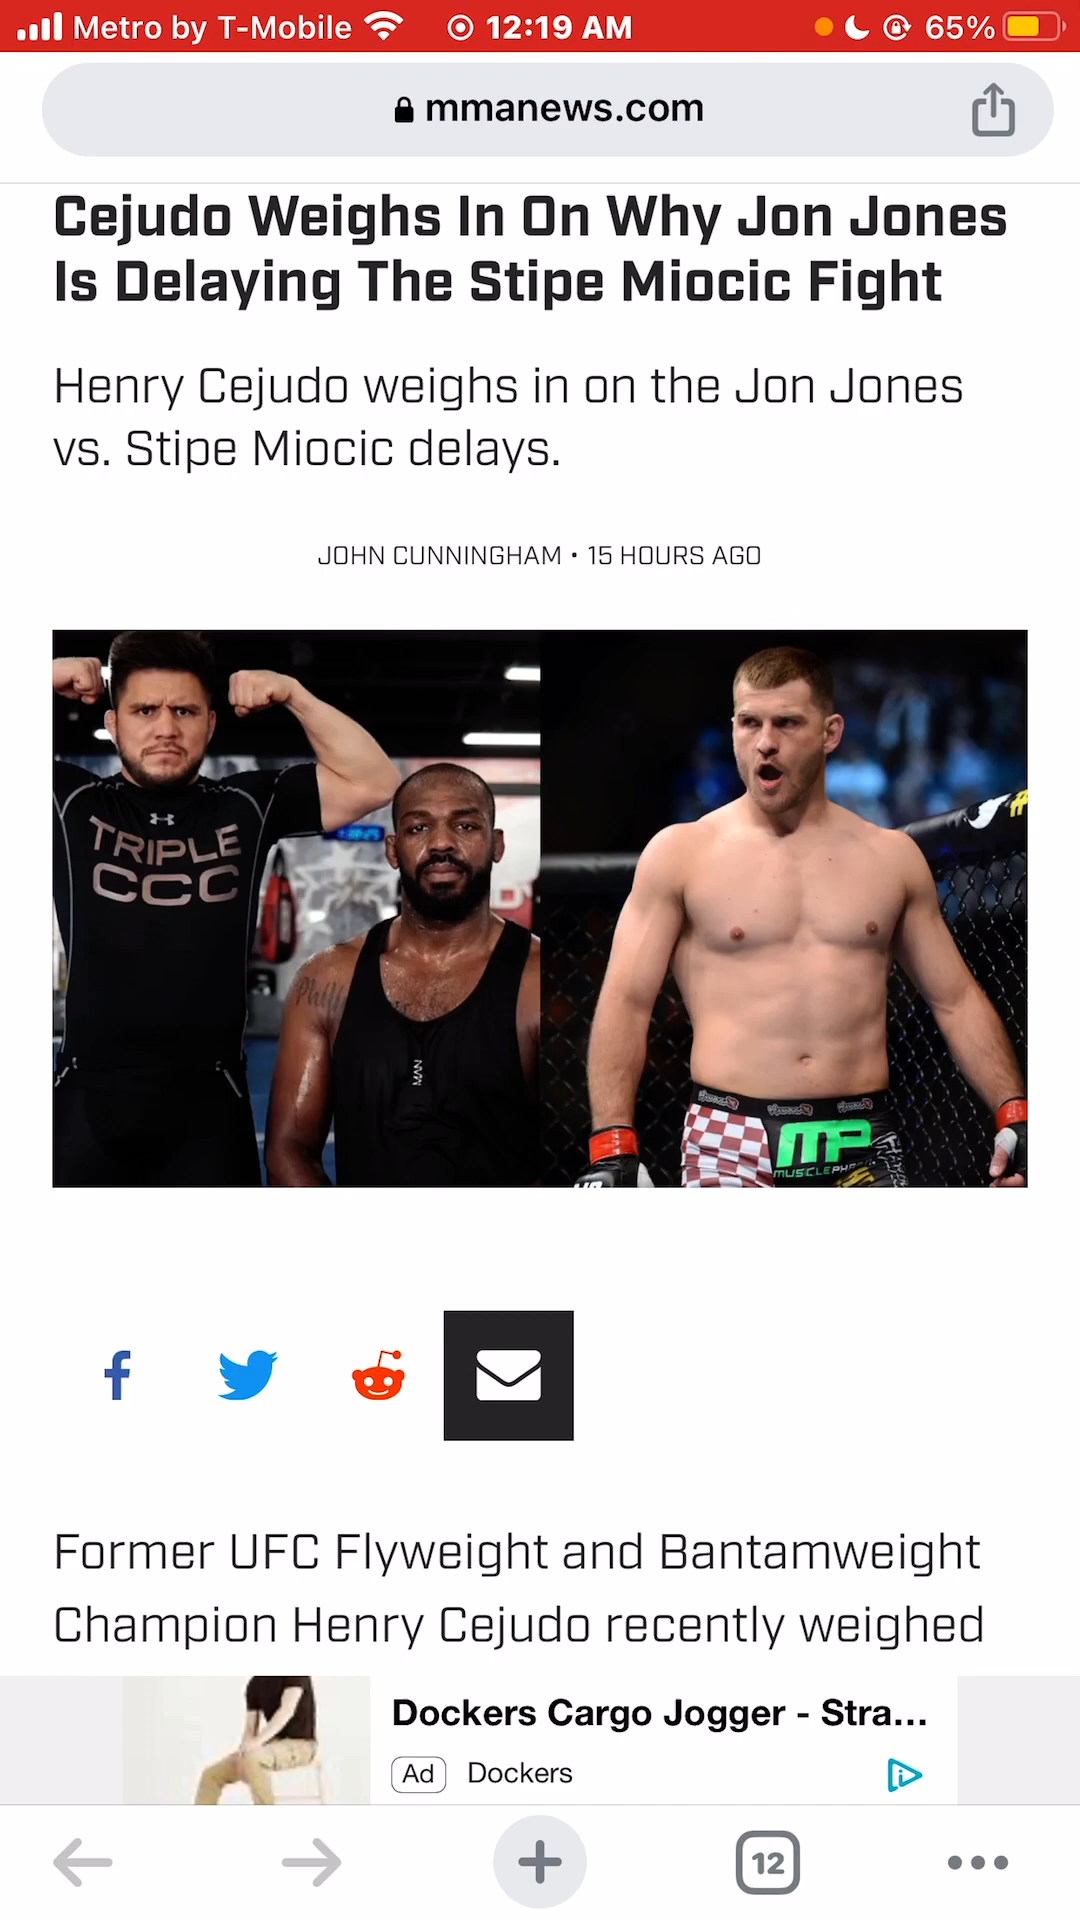 Metro by T-Mobile 12:19 AM 65%
mmanews.com
Cejudo Weighs In On Why Jon Jones
Is Delaying The Stipe Miocic Fight
Henry Cejudo weighs in on the Jon Jones
vs. Stipe Miocic delays.
JOHN CUNNINGHAM • 15 HOURS AGO
TRIPLE
CCC
MAN
MP
Former UFC Flyweight and Bantamweight
Champion Henry Cejudo recently weighed
Dockers Cargo Jogger - Stra...
Ad Dockers
12